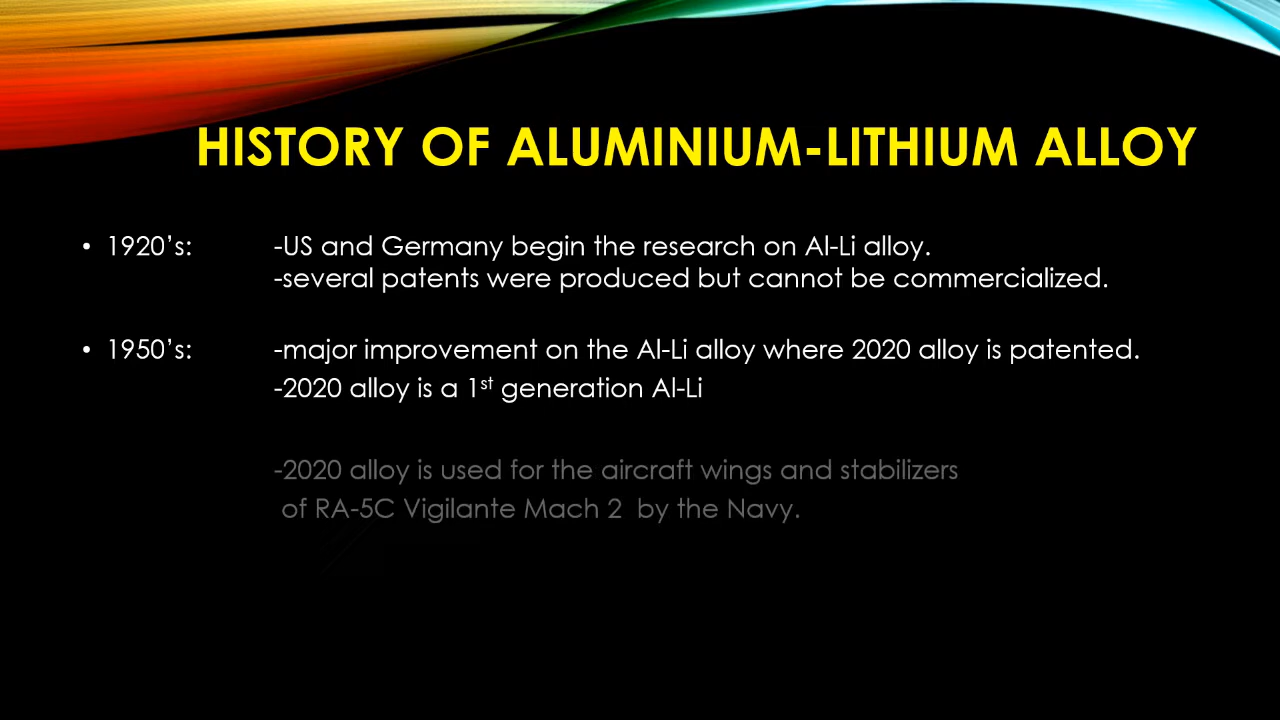 HISTORY OF ALUMINIUM-LITHIUM ALLOY
• 1920’s: -US and Germany begin the research on Al-Li alloy.
-several patents were produced but cannot be commercialized.
• 1950’s: -major improvement on the Al-Li alloy where 2020 alloy is patented.
-2020 alloy is a 1st generation Al-Li
-2020 alloy is used for the aircraft wings and stabilizers
of RA-5C Vigilante Mach 2 by the Navy.